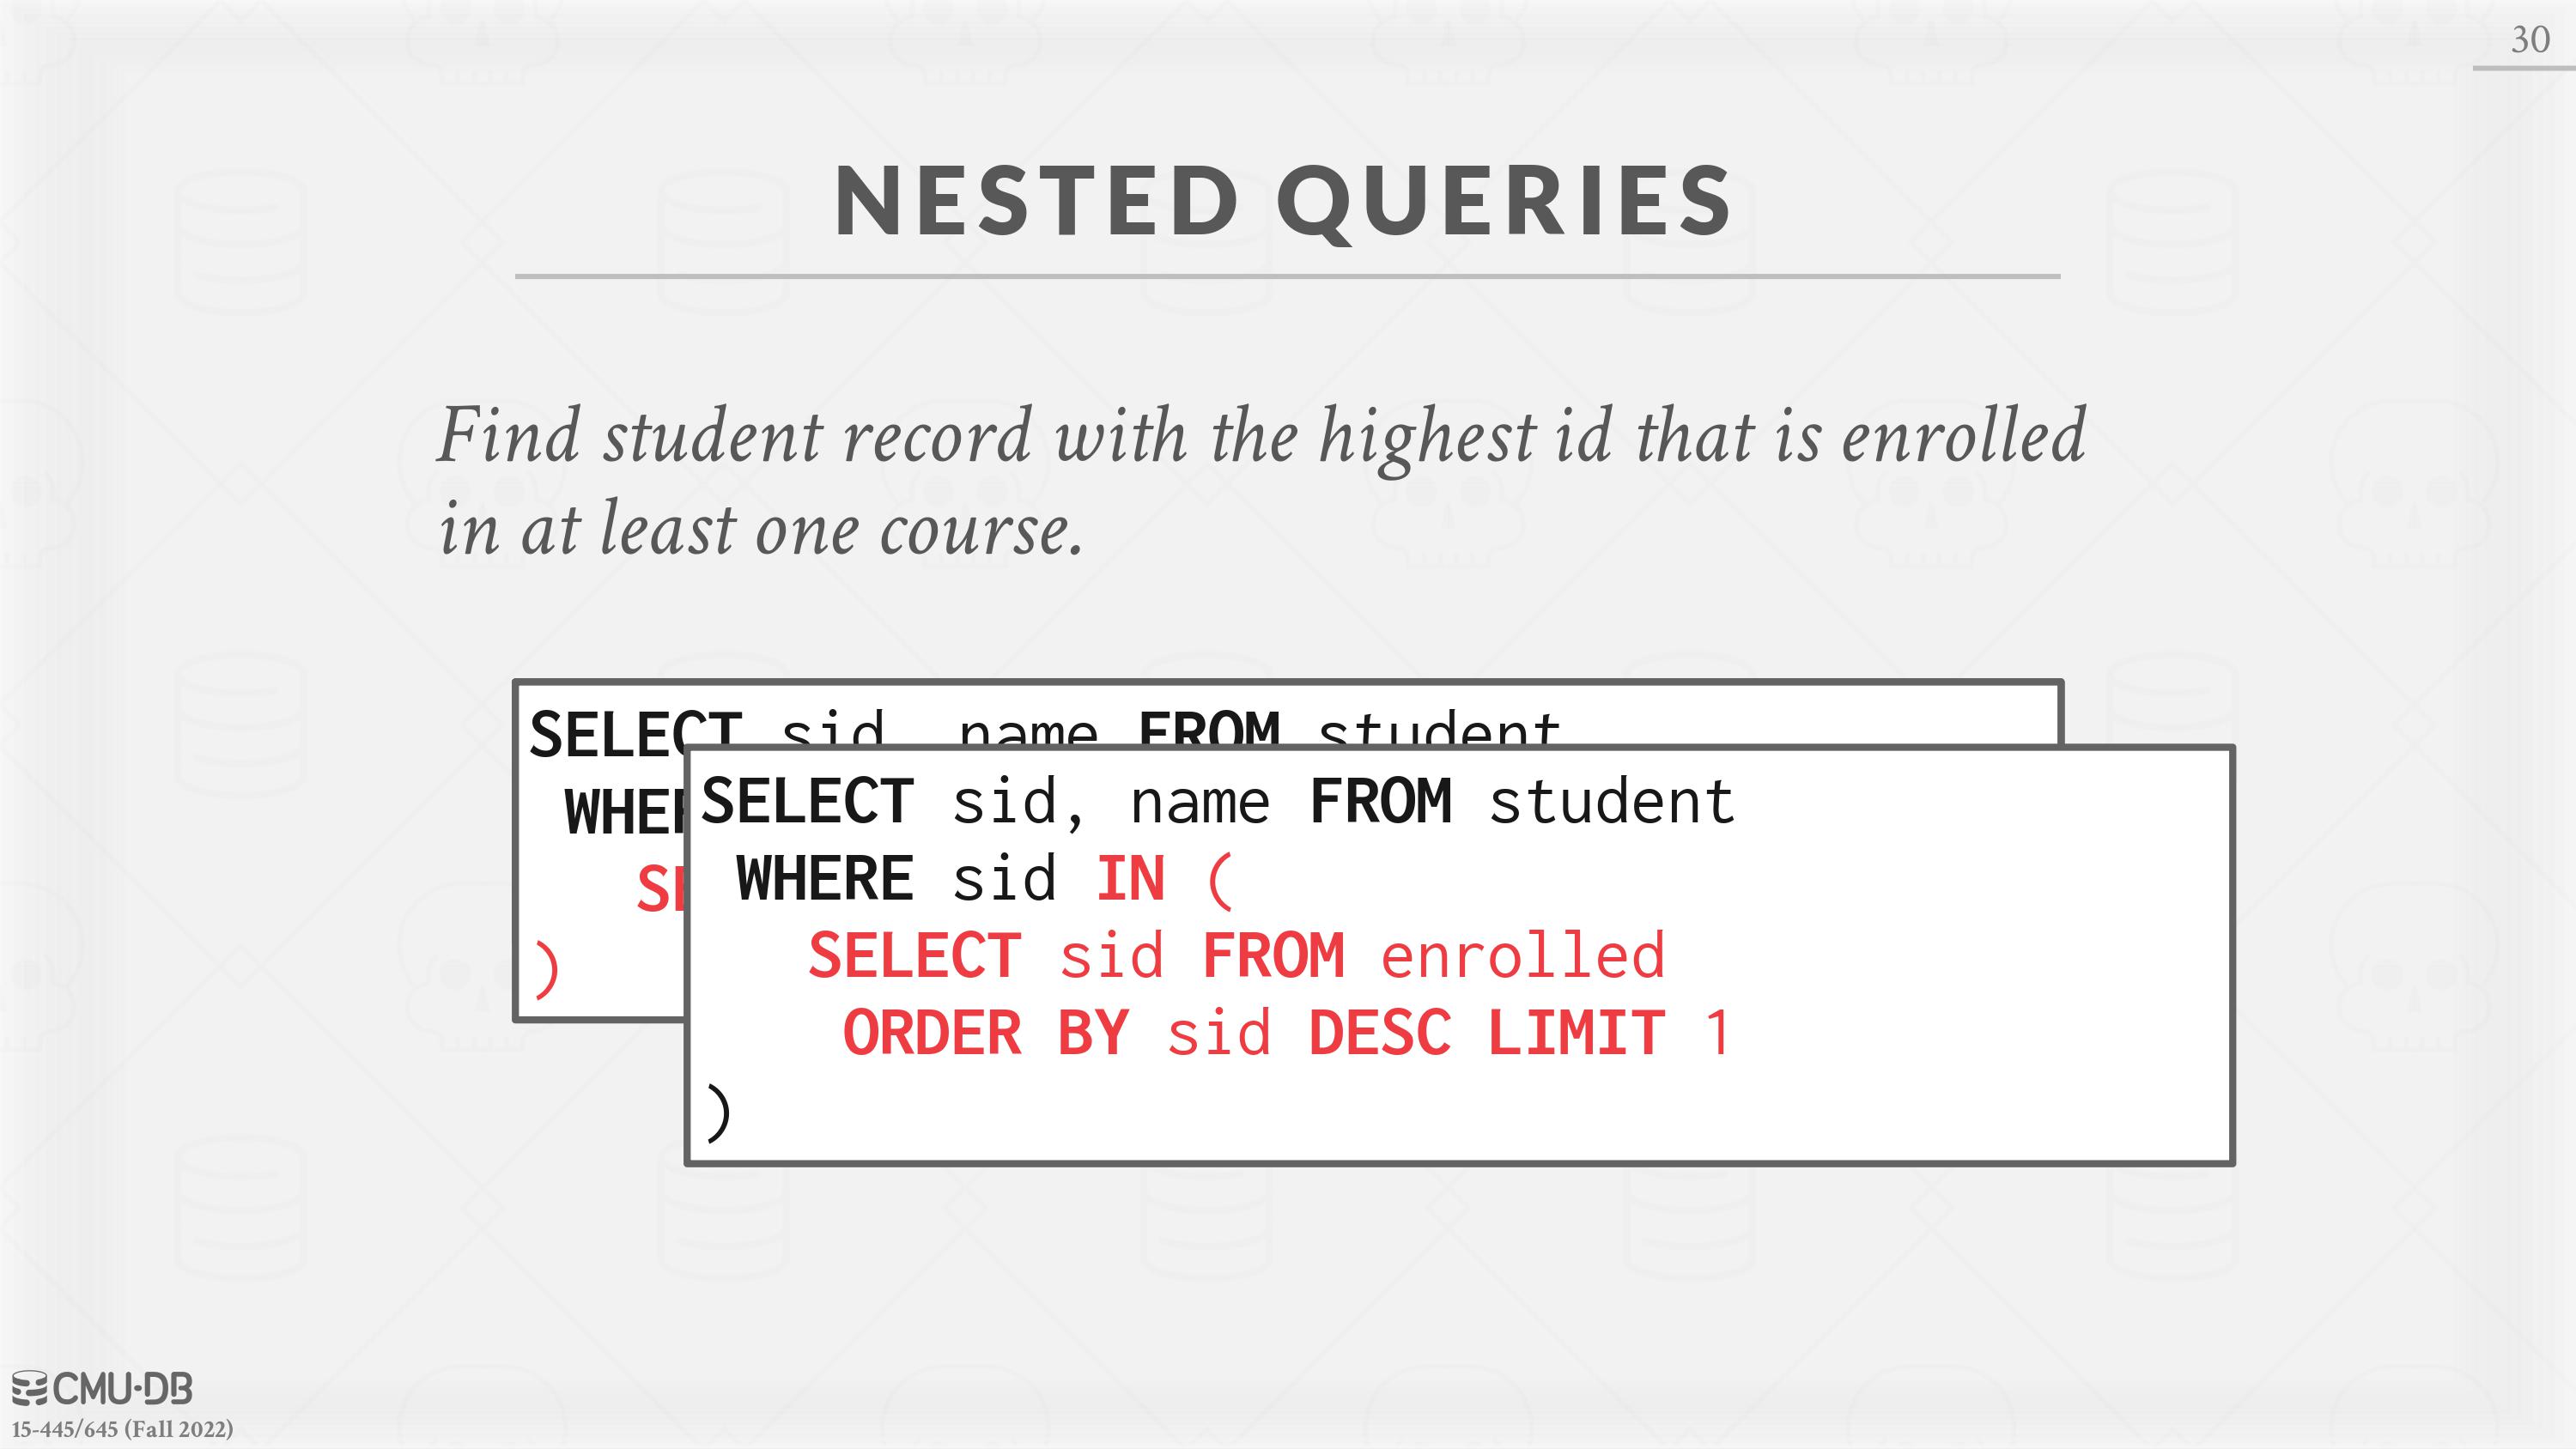 30
NESTED QUERIES
Find student record with the highest id that is enrolled
in at least one course.
SELECT sid, name FROM student
)
SELECT sid, name FROM student
WHERE sid IN (
SELECT sid FROM enrolled
ORDER BY sid DESC LIMIT 1
)
CMU·DB
15-445/645 (Fall 2022)